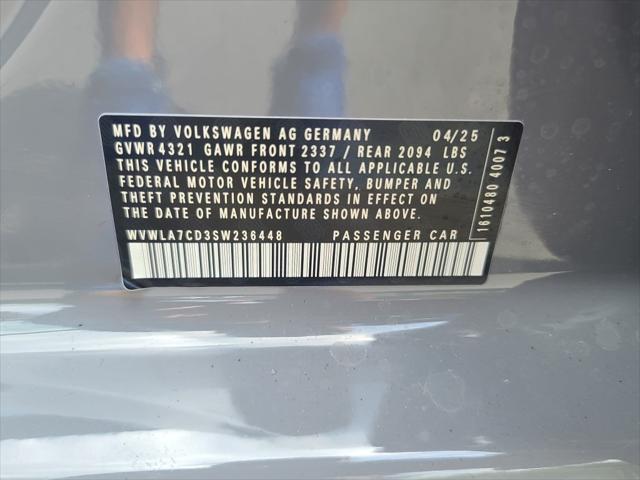 MFD BY VOLKSWAGEN AG GERMANY 04/25
GVWR 4321 GAWR FRONT 2337 / REAR 2094 LBS
THIS VEHICLE CONFORMS TO ALL APPLICABLE U.S.
FEDERAL MOTOR VEHICLE SAFETY, BUMPER AND
THEFT PREVENTION STANDARDS IN EFFECT ON
THE DATE OF MANUFACTURE SHOWN ABOVE.
WVWLA7CD3SW236448 PASSENGER CAR
1610480 4007 3